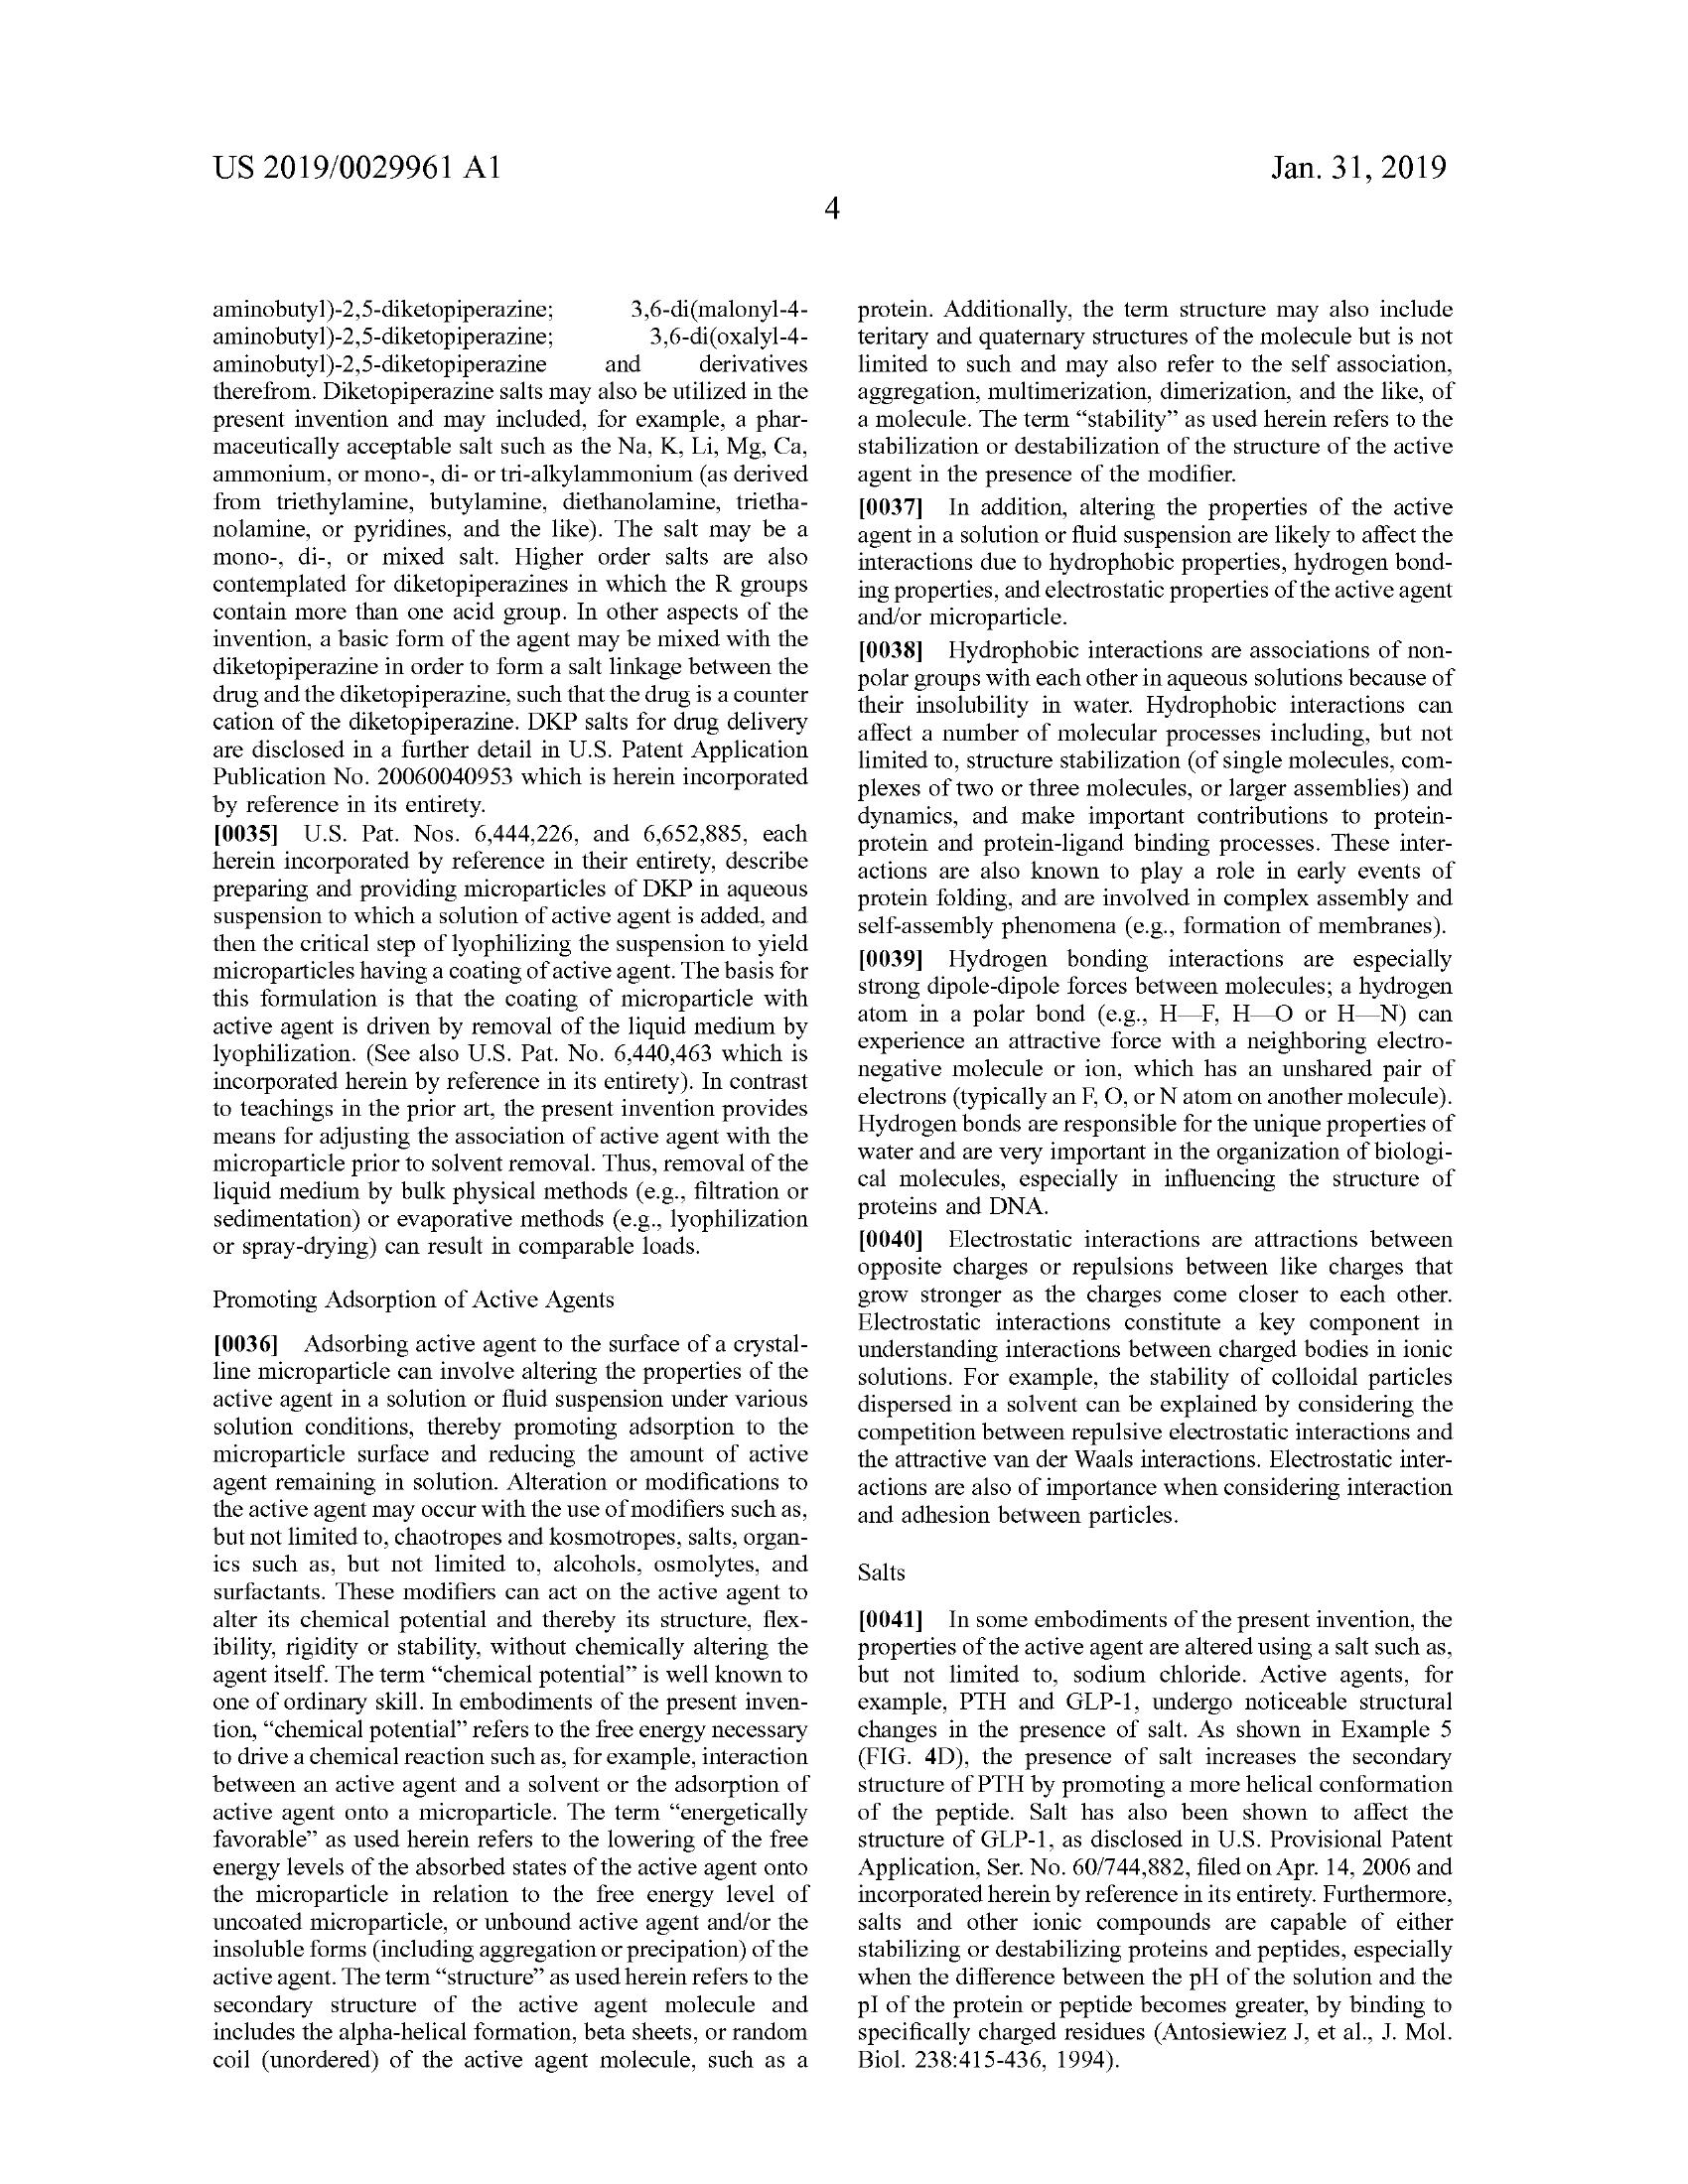 US 2019/0029961 A1
Jan. 31, 2019
4
aminobutyl)-2,5-diketopiperazine; 3,6-di(malonyl-4-
aminobutyl)-2,5-diketopiperazine; 3,6-di(oxalyl-4-
aminobutyl)-2,5-diketopiperazine and derivatives
therefrom. Diketopiperazine salts may also be utilized in the
present invention and may included, for example, a phar-
maceutically acceptable salt such as the Na, K, Li, Mg, Ca,
ammonium, or mono-, di- or tri-alkylammonium (as derived
from triethylamine, butylamine, diethanolamine, trietha-
nolamine, or pyridines, and the like). The salt may be a
mono-, di-, or mixed salt. Higher order salts are also
contemplated for diketopiperazines in which the R groups
contain more than one acid group. In other aspects of the
invention, a basic form of the agent may be mixed with the
diketopiperazine in order to form a salt linkage between the
drug and the diketopiperazine, such that the drug is a counter
cation of the diketopiperazine. DKP salts for drug delivery
are disclosed in a further detail in U.S. Patent Application
Publication No. 20060040953 which is herein incorporated
by reference in its entirety.
[0035] U.S. Pat. Nos. 6,444,226, and 6,652,885, each
herein incorporated by reference in their entirety, describe
preparing and providing microparticles of DKP in aqueous
suspension to which a solution of active agent is added, and
then the critical step of lyophilizing the suspension to yield
microparticles having a coating of active agent. The basis for
this formulation is that the coating of microparticle with
active agent is driven by removal of the liquid medium by
lyophilization. (See also U.S. Pat. No. 6,440,463 which is
incorporated herein by reference in its entirety). In contrast
to teachings in the prior art, the present invention provides
means for adjusting the association of active agent with the
microparticle prior to solvent removal. Thus, removal of the
liquid medium by bulk physical methods (e.g., filtration or
sedimentation) or evaporative methods (e.g., lyophilization
or spray-drying) can result in comparable loads.
Promoting Adsorption of Active Agents
[0036] Adsorbing active agent to the surface of a crystal-
line microparticle can involve altering the properties of the
active agent in a solution or fluid suspension under various
solution conditions, thereby promoting adsorption to the
microparticle surface and reducing the amount of active
agent remaining in solution. Alteration or modifications to
the active agent may occur with the use of modifiers such as,
but not limited to, chaotropes and kosmotropes, salts, organ-
ics such as, but not limited to, alcohols, osmolytes, and
surfactants. These modifiers can act on the active agent to
alter its chemical potential and thereby its structure, flex-
ibility, rigidity or stability, without chemically altering the
agent itself. The term “chemical potential” is well known to
one of ordinary skill. In embodiments of the present inven-
tion, “chemical potential” refers to the free energy necessary
to drive a chemical reaction such as, for example, interaction
between an active agent and a solvent or the adsorption of
active agent onto a microparticle. The term “energetically
favorable” as used herein refers to the lowering of the free
energy levels of the absorbed states of the active agent onto
the microparticle in relation to the free energy level of
uncoated microparticle, or unbound active agent and/or the
insoluble forms (including aggregation or precipation) of the
active agent. The term “structure” as used herein refers to the
secondary structure of the active agent molecule and
includes the alpha-helical formation, beta sheets, or random
coil (unordered) of the active agent molecule, such as a
protein. Additionally, the term structure may also include
teritary and quaternary structures of the molecule but is not
limited to such and may also refer to the self association,
aggregation, multimerization, dimerization, and the like, of
a molecule. The term “stability” as used herein refers to the
stabilization or destabilization of the structure of the active
agent in the presence of the modifier.
[0037] In addition, altering the properties of the active
agent in a solution or fluid suspension are likely to affect the
interactions due to hydrophobic properties, hydrogen bond-
ing properties, and electrostatic properties of the active agent
and/or microparticle.
[0038] Hydrophobic interactions are associations of non-
polar groups with each other in aqueous solutions because of
their insolubility in water. Hydrophobic interactions can
affect a number of molecular processes including, but not
limited to, structure stabilization (of single molecules, com-
plexes of two or three molecules, or larger assemblies) and
dynamics, and make important contributions to protein-
protein and protein-ligand binding processes. These inter-
actions are also known to play a role in early events of
protein folding, and are involved in complex assembly and
self-assembly phenomena (e.g., formation of membranes).
[0039] Hydrogen bonding interactions are especially
strong dipole-dipole forces between molecules; a hydrogen
atom in a polar bond (e.g., H—F, H—O or H—N) can
experience an attractive force with a neighboring electro-
negative molecule or ion, which has an unshared pair of
electrons (typically an F, O, or N atom on another molecule).
Hydrogen bonds are responsible for the unique properties of
water and are very important in the organization of biologi-
cal molecules, especially in influencing the structure of
proteins and DNA.
[0040] Electrostatic interactions are attractions between
opposite charges or repulsions between like charges that
grow stronger as the charges come closer to each other.
Electrostatic interactions constitute a key component in
understanding interactions between charged bodies in ionic
solutions. For example, the stability of colloidal particles
dispersed in a solvent can be explained by considering the
competition between repulsive electrostatic interactions and
the attractive van der Waals interactions. Electrostatic inter-
actions are also of importance when considering interaction
and adhesion between particles.
Salts
[0041] In some embodiments of the present invention, the
properties of the active agent are altered using a salt such as,
but not limited to, sodium chloride. Active agents, for
example, PTH and GLP-1, undergo noticeable structural
changes in the presence of salt. As shown in Example 5
(FIG. 4D), the presence of salt increases the secondary
structure of PTH by promoting a more helical conformation
of the peptide. Salt has also been shown to affect the
structure of GLP-1, as disclosed in U.S. Provisional Patent
Application, Ser. No. 60/744,882, filed on Apr. 14, 2006 and
incorporated herein by reference in its entirety. Furthermore,
salts and other ionic compounds are capable of either
stabilizing or destabilizing proteins and peptides, especially
when the difference between the pH of the solution and the
pI of the protein or peptide becomes greater, by binding to
specifically charged residues (Antosiewiez J, et al., J. Mol.
Biol. 238:415-436, 1994).